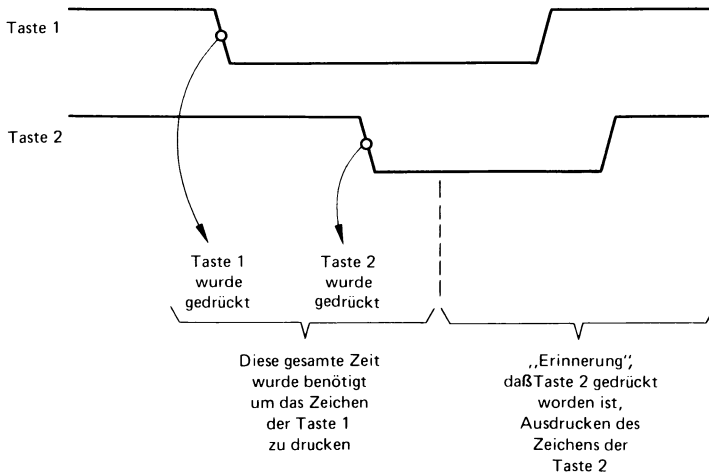 Taste 1
Taste 2
Taste 1
wurde
gedrückt
Taste 2
wurde
gedrückt
Diese gesamte Zeit
wurde benötigt
um das Zeichen
der Taste 1
zu drucken
,,Erinnerung",
daßTaste 2 gedrückt
worden ist,
Ausdrucken des
Zeichens der
Taste 2